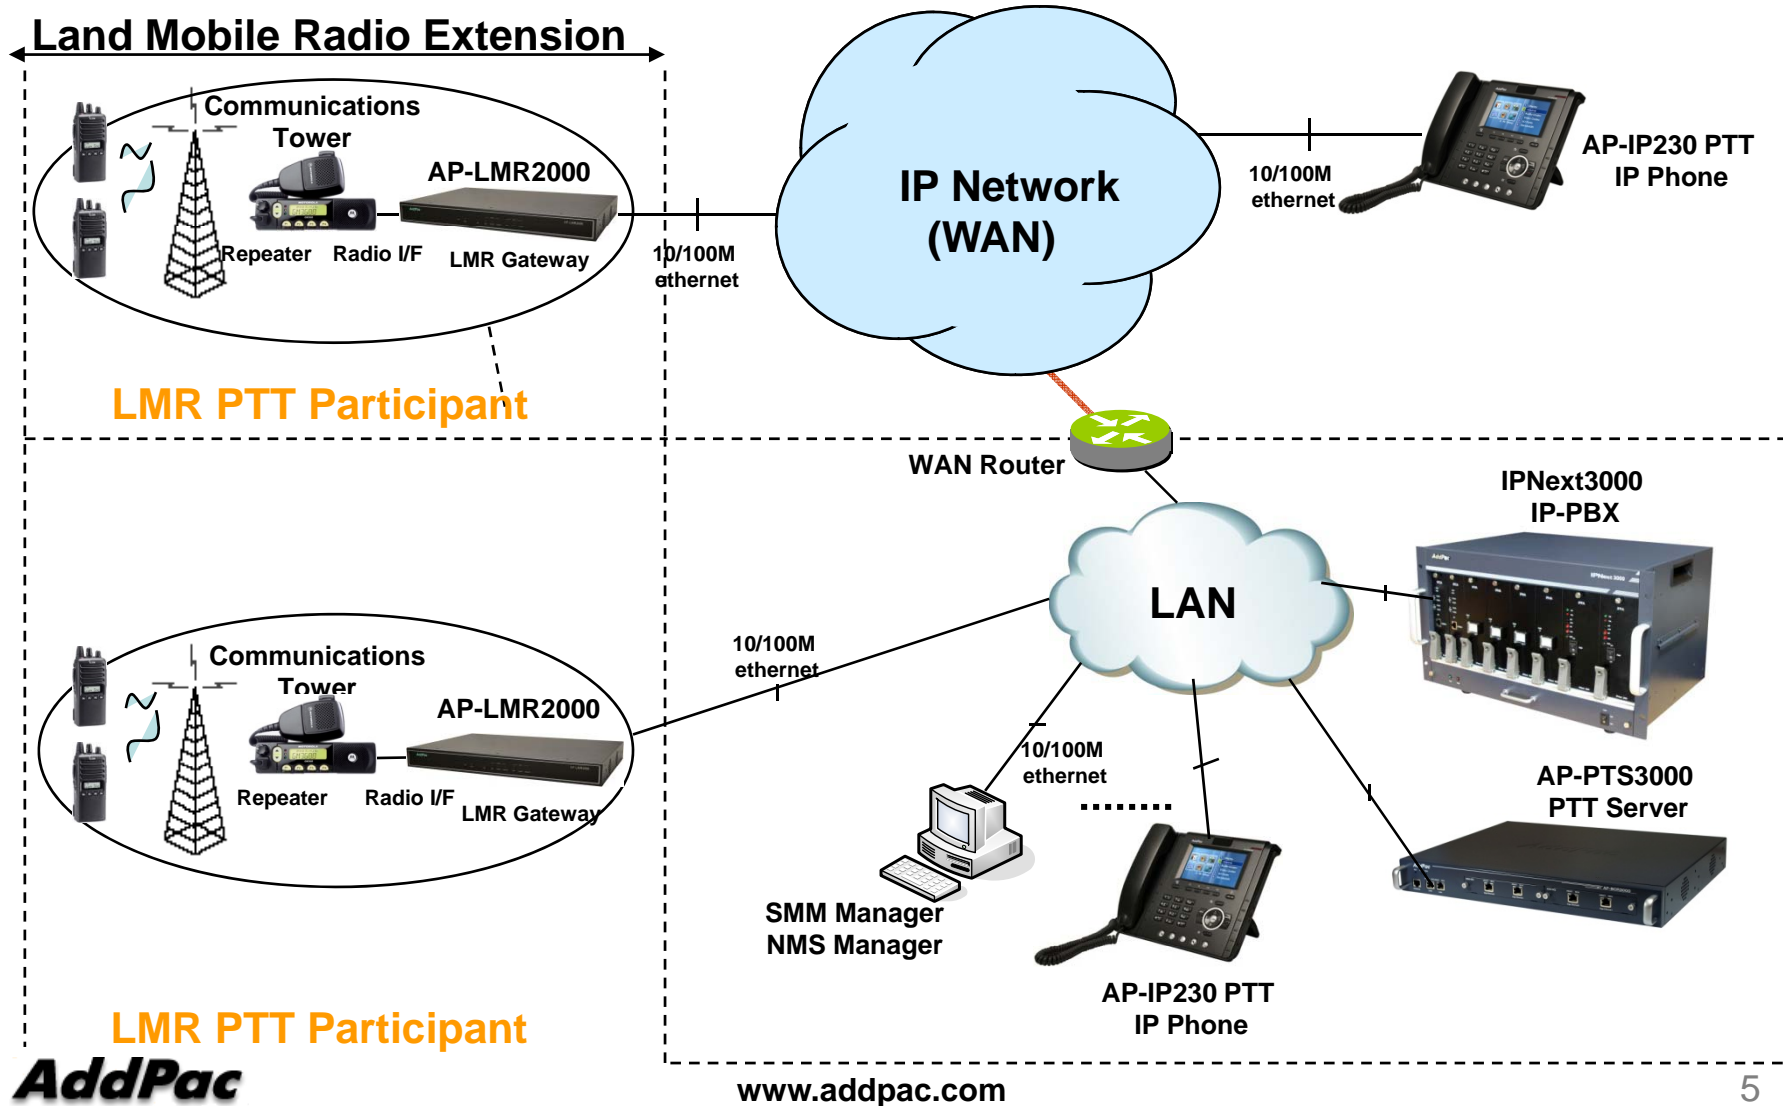 Land Mobile Radio Extension
Communications
Tower
AP-LMR2000
Repeater
Radio I/F
LMR Gateway
10/100M
ethernet
IP Network
(WAN)
10/100M
ethernet
AP-IP230 PTT
IP Phone
LMR PTT Participant
WAN Router
IPNext3000
IP-PBX
LAN
Communications
Tower
AP-LMR2000
Repeater
Radio I/F
LMR Gateway
10/100M
ethernet
10/100M
ethernet
SMM Manager
NMS Manager
AP-IP230 PTT
IP Phone
AP-PTS3000
PTT Server
LMR PTT Participant
AddPac
www.addpac.com
5